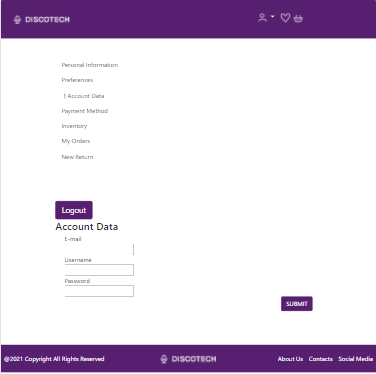 DISCOTECH
Personal Information
Preferences
} Account Data
Payment Method
Inventory
My Orders
New Return
Logout
Account Data
E-mail
Username
Password
SUBMIT
@2021 Copyright All Rights Reserved
DISCOTECH
About Us Contacts Social Media